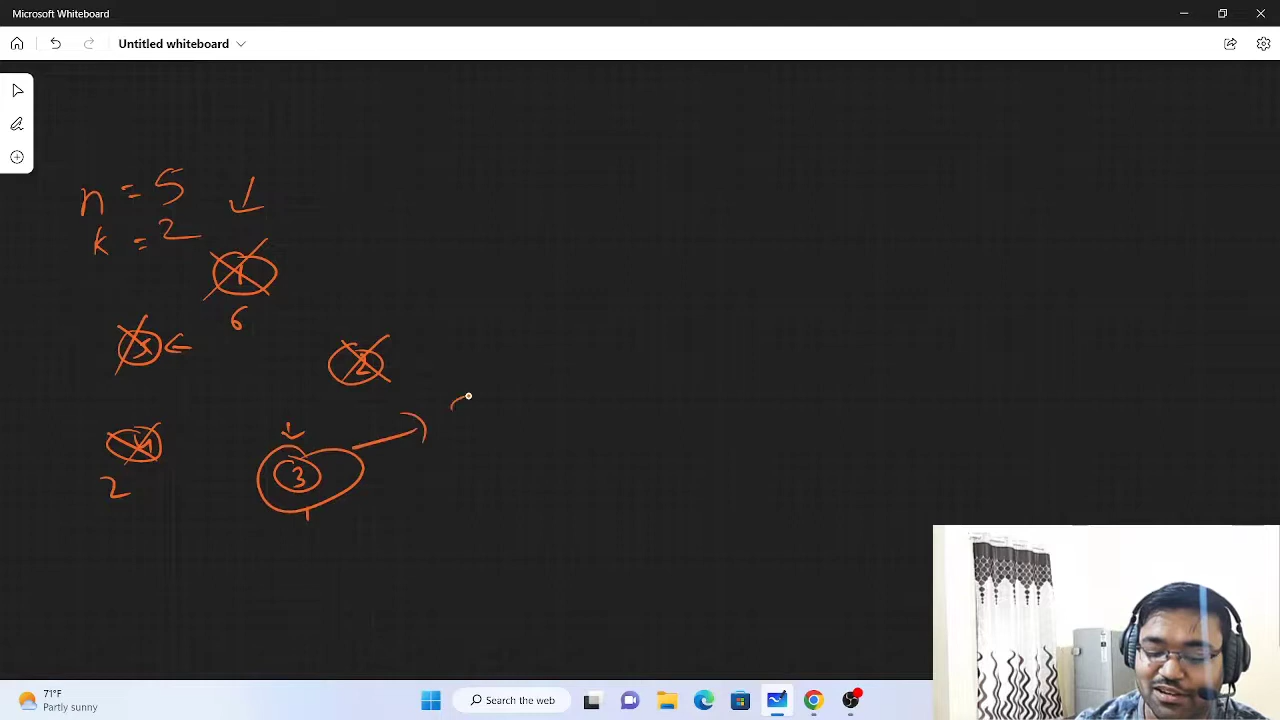 Microsoft Whiteboard
Untitled whiteboard
n = 5
k = 2
1
6
5
2
4
3
2
71°F
Partly Sunny
Search the web